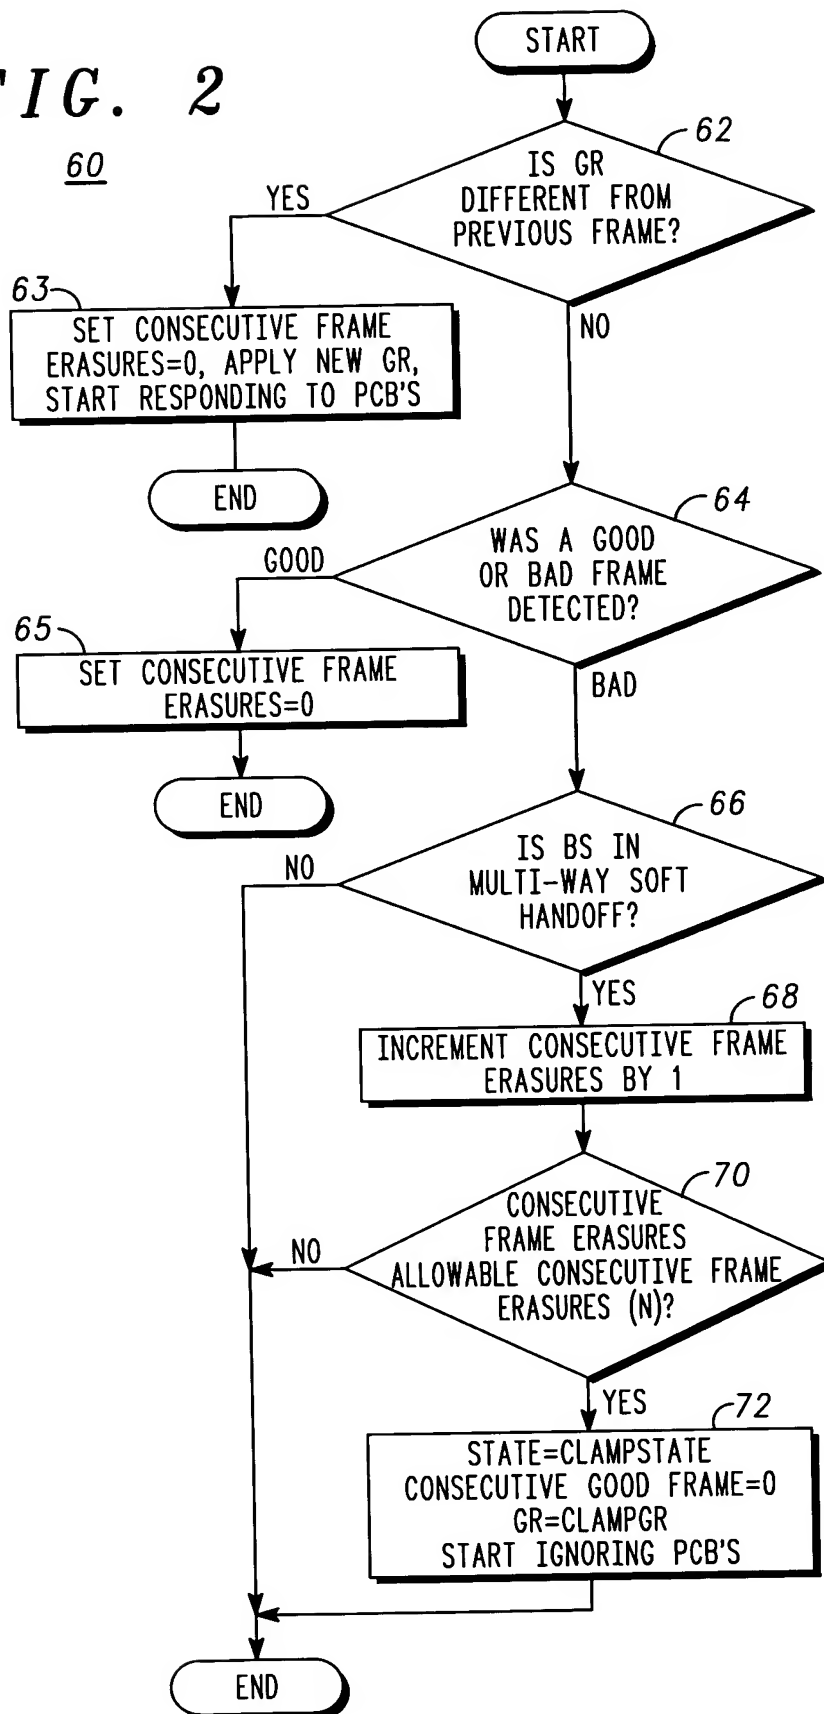 START
FIG. 2
60
62
IS GR
DIFFERENT FROM
PREVIOUS FRAME?
YES
NO
63
SET CONSECUTIVE FRAME
ERASURES=0, APPLY NEW GR,
START RESPONDING TO PCB'S
END
64
WAS A GOOD
OR BAD FRAME
DETECTED?
GOOD
BAD
65
SET CONSECUTIVE FRAME
ERASURES=0
END
66
IS BS IN
MULTI-WAY SOFT
HANDOFF?
NO
YES
68
INCREMENT CONSECUTIVE FRAME
ERASURES BY 1
70
CONSECUTIVE
FRAME ERASURES
ALLOWABLE CONSECUTIVE FRAME
ERASURES (N)?
NO
YES
72
STATE=CLAMPSTATE
CONSECUTIVE GOOD FRAME=0
GR=CLAMPGR
START IGNORING PCB'S
END